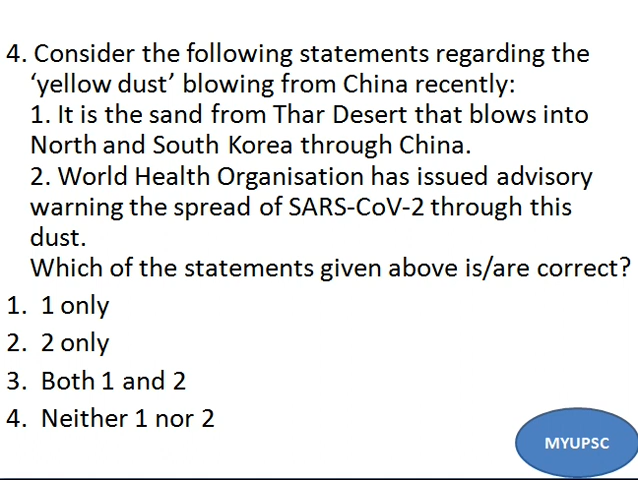 4. Consider the following statements regarding the
‘yellow dust’ blowing from China recently:
1. It is the sand from Thar Desert that blows into
North and South Korea through China.
2. World Health Organisation has issued advisory
warning the spread of SARS-CoV-2 through this
dust.
Which of the statements given above is/are correct?
1. 1 only
2. 2 only
3. Both 1 and 2
4. Neither 1 nor 2
MYUPSC